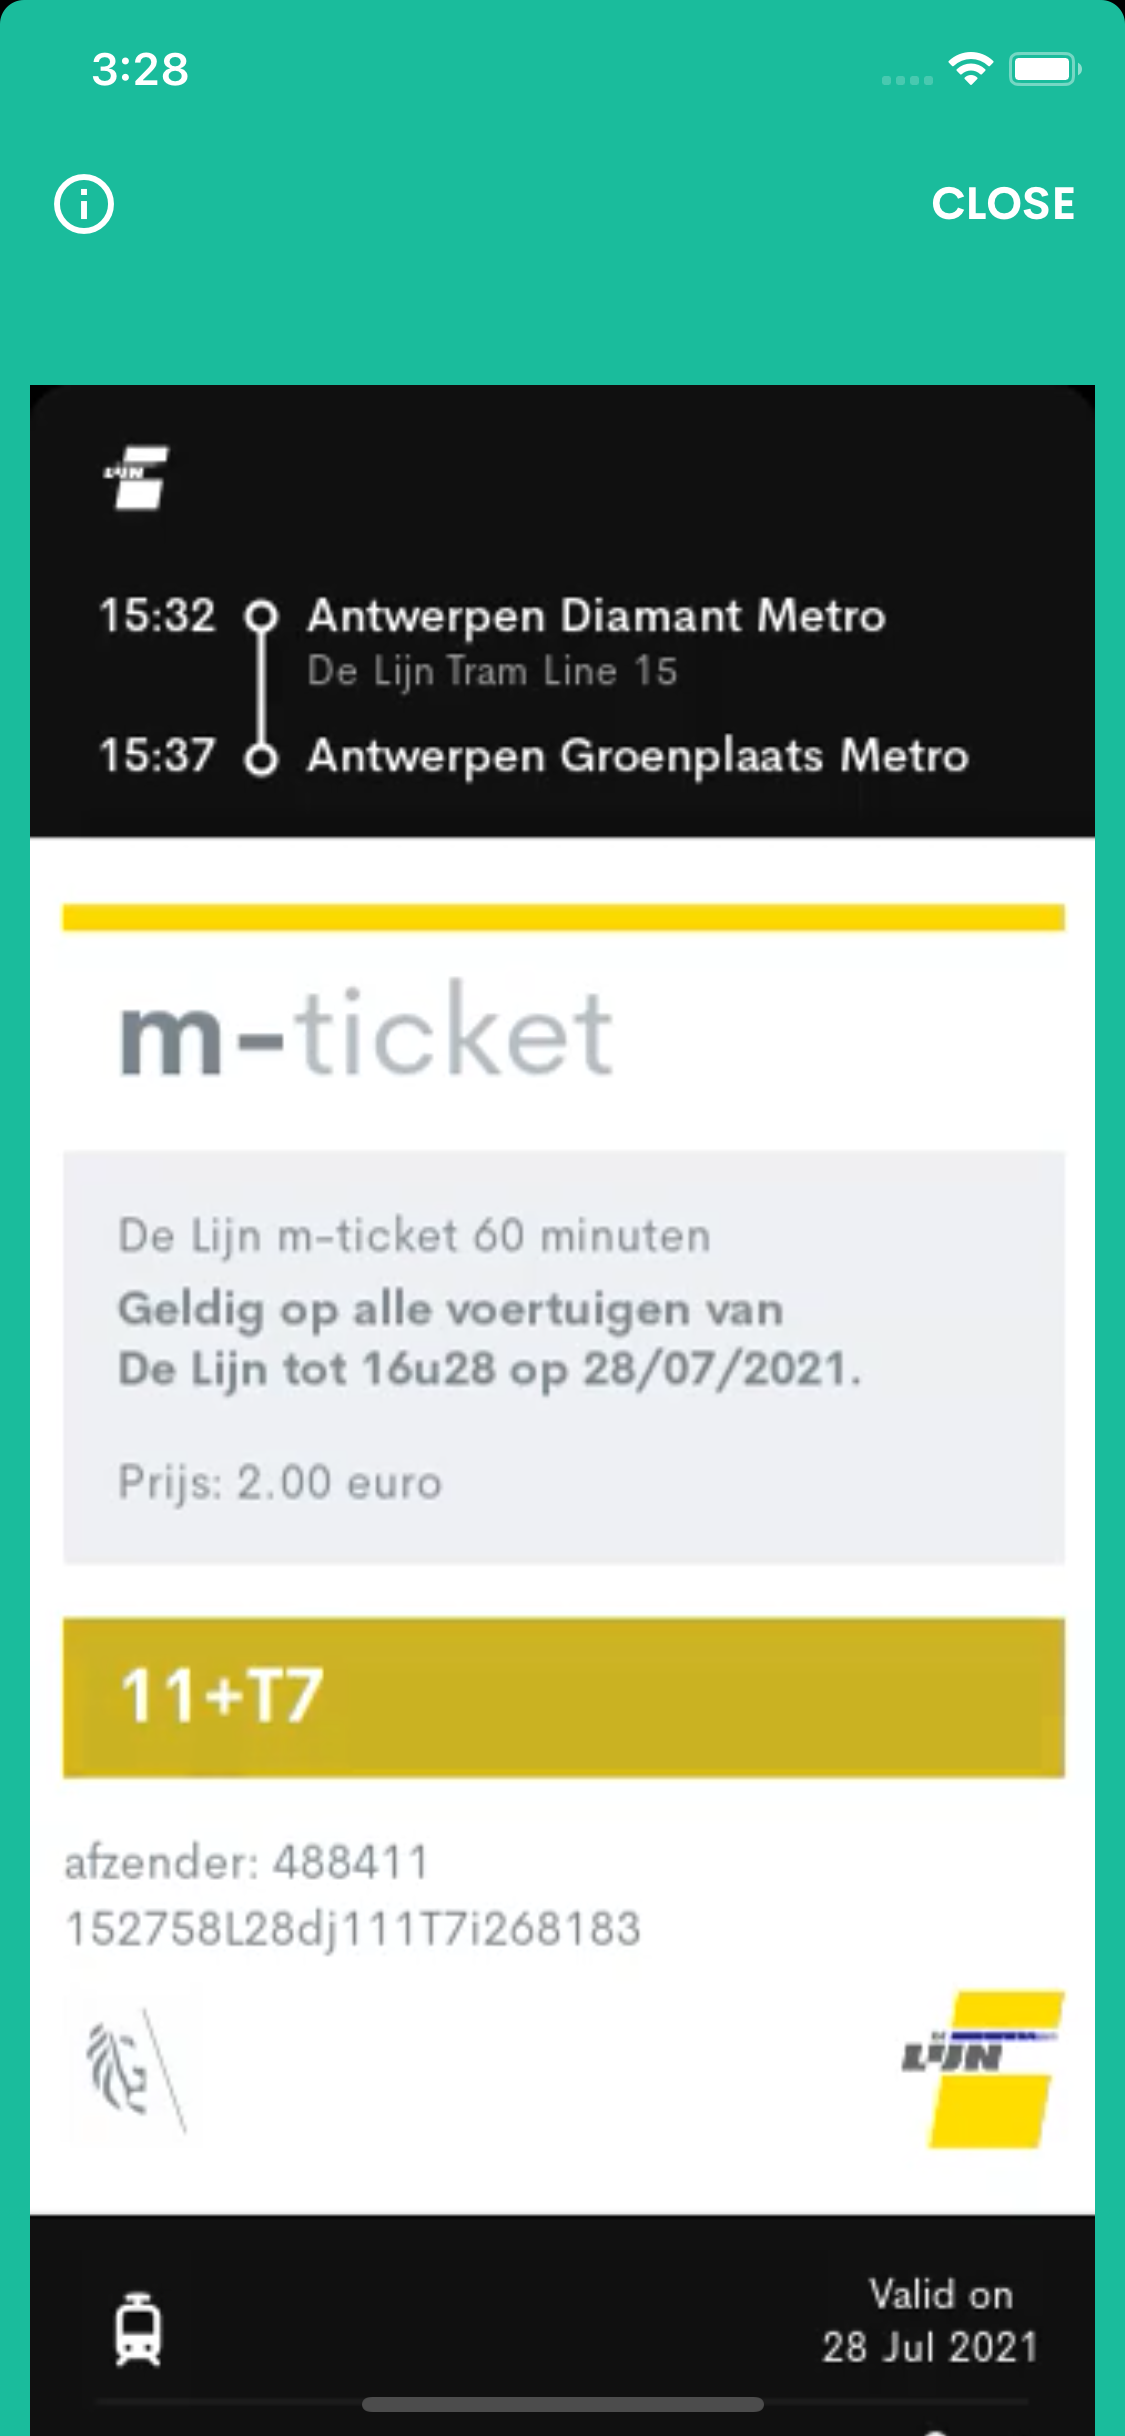 3:28
CLOSE
LIJN
15:32 Antwerpen Diamant Metro
De Lijn Tram Line 15
15:37 Antwerpen Groenplaats Metro
m-ticket
De Lijn m-ticket 60 minuten
Geldig op alle voertuigen van
De Lijn tot 16u28 op 28/07/2021.
Prijs: 2.00 euro
11+T7
afzender: 488411
152758L28dj111T7i268183
LIJN
Valid on
28 Jul 2021